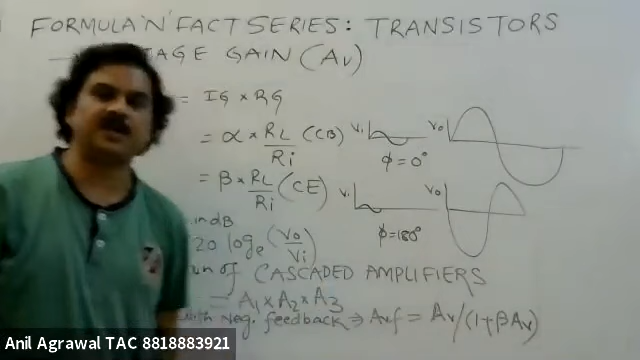 FORMULA 'N' FACT SERIES: TRANSISTORS
TAGE GAIN (Av)
= IG × RG
= α × RL/Ri (CB) Vi φ = 0° Vo
= β × RL/Ri (CE) Vi φ = 180° Vo
in dB
20 loge (Vo/Vi)
of CASCADED AMPLIFIERS
= A1 × A2 × A3
with Neg. feedback ⇒ Avf = Av/(1+βAv)
Anil Agrawal TAC 8818883921